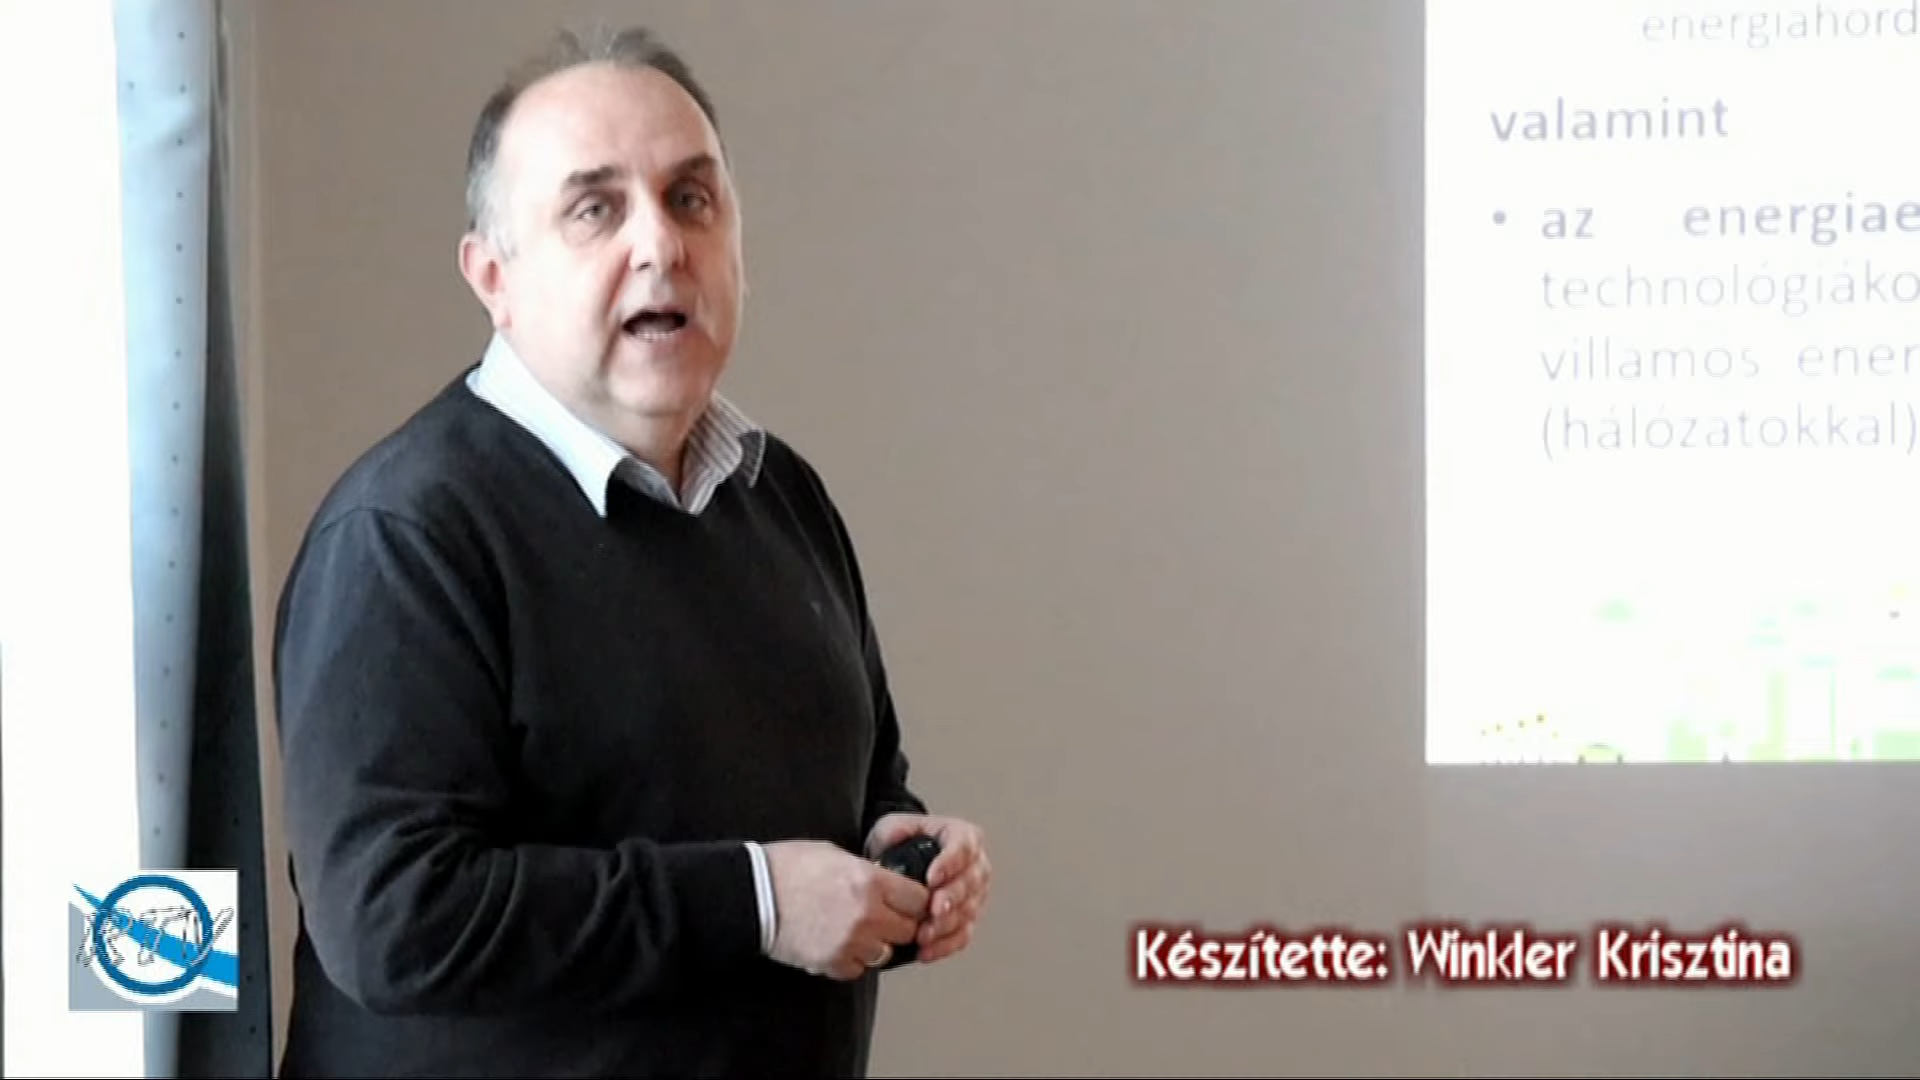 energiahord
valamint
• az energiae
technológiáko
villamos ener
(hálózatokkal)
Készítette: Winkler Krisztina